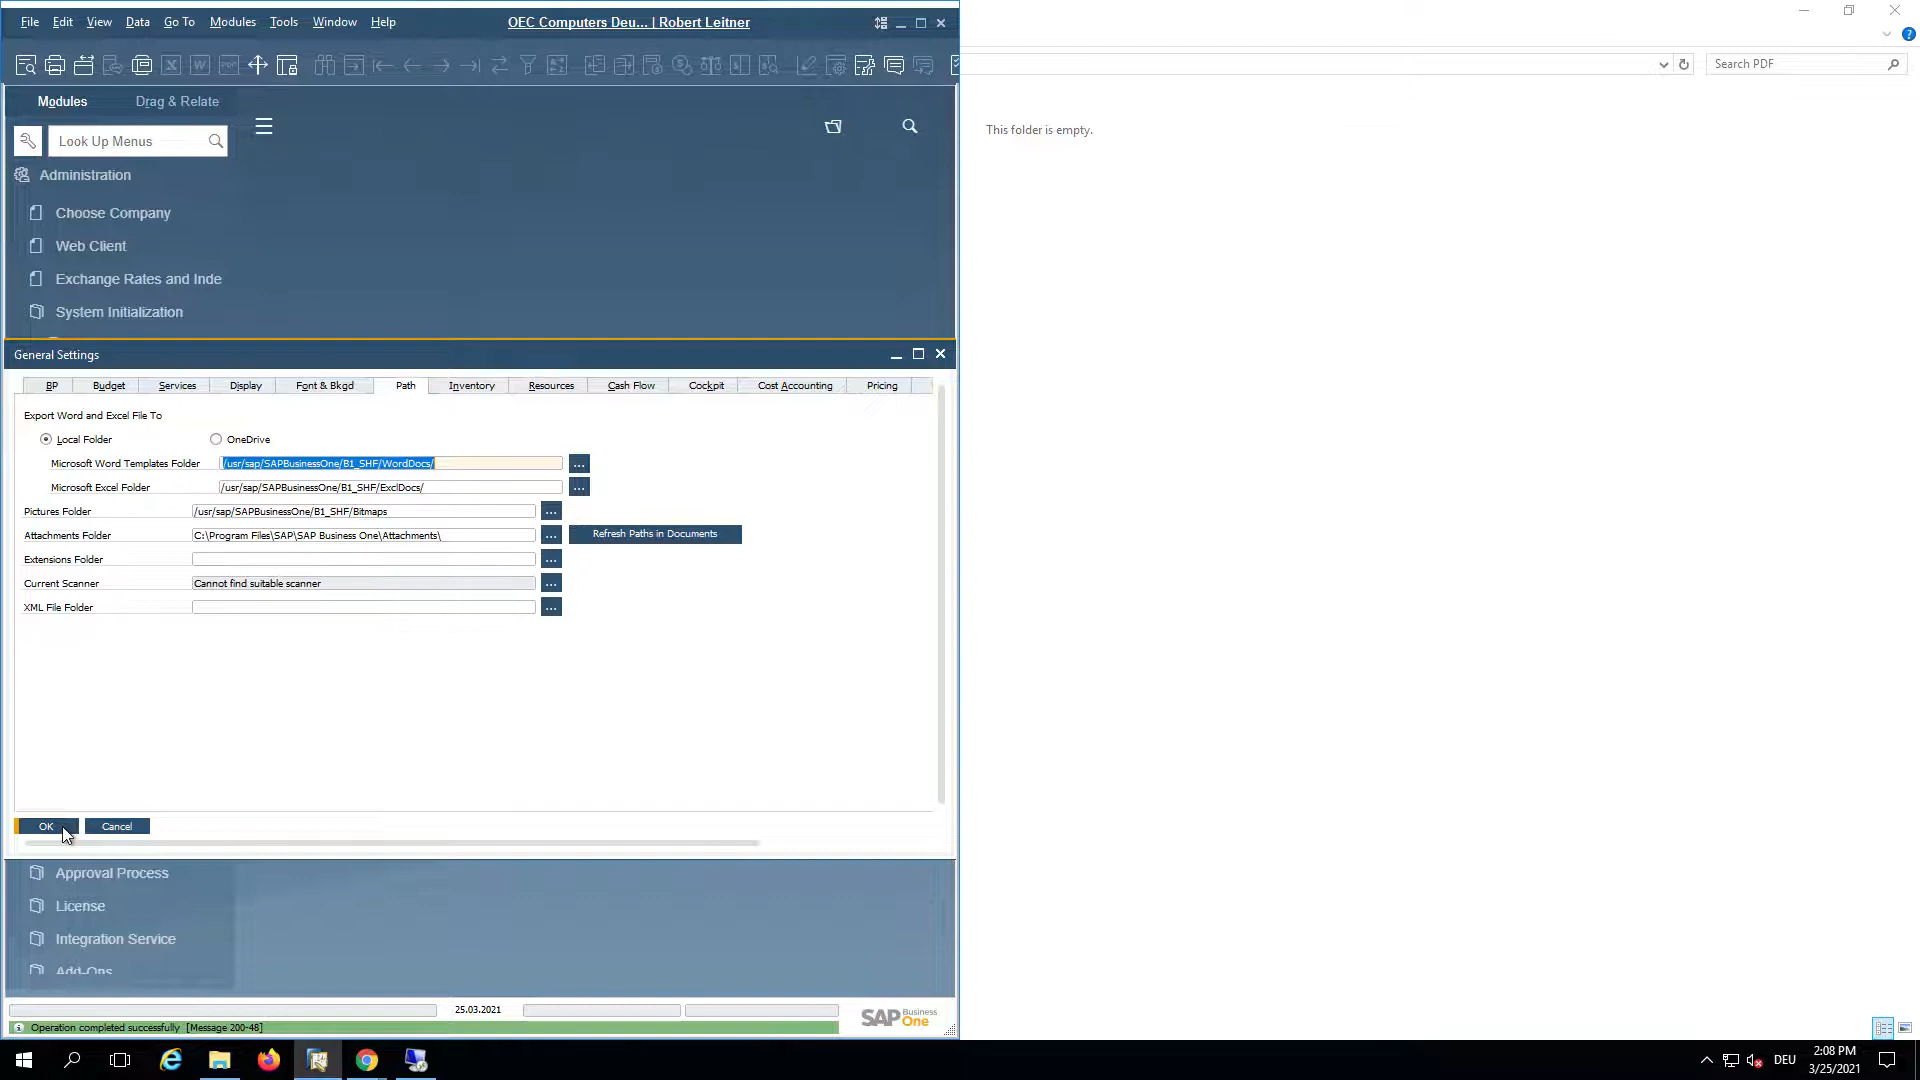 File Edit View Data Go To Modules Tools Window Help OEC Computers Deu... | Robert Leitner
Search PDF
Modules Drag & Relate
Look Up Menus
This folder is empty.
Administration
Choose Company
Web Client
Exchange Rates and Inde
System Initialization
General Settings
BP Budget Services Display Font & Bkgd Path Inventory Resources Cash Flow Cockpit Cost Accounting Pricing
Export Word and Excel File To
Local Folder OneDrive
Microsoft Word Templates Folder /usr/sap/SAPBusinessOne/B1_SHF/WordDocs/ ...
Microsoft Excel Folder /usr/sap/SAPBusinessOne/B1_SHF/ExclDocs/ ...
Pictures Folder /usr/sap/SAPBusinessOne/B1_SHF/Bitmaps ...
Attachments Folder C:\Program Files\SAP\SAP Business One\Attachments\ ... Refresh Paths in Documents
Extensions Folder ...
Current Scanner Cannot find suitable scanner ...
XML File Folder ...
OK Cancel
Approval Process
License
Integration Service
Add-Ons
25.03.2021
SAP Business One
Operation completed successfully [Message 200-48]
DEU 2:08 PM
3/25/2021